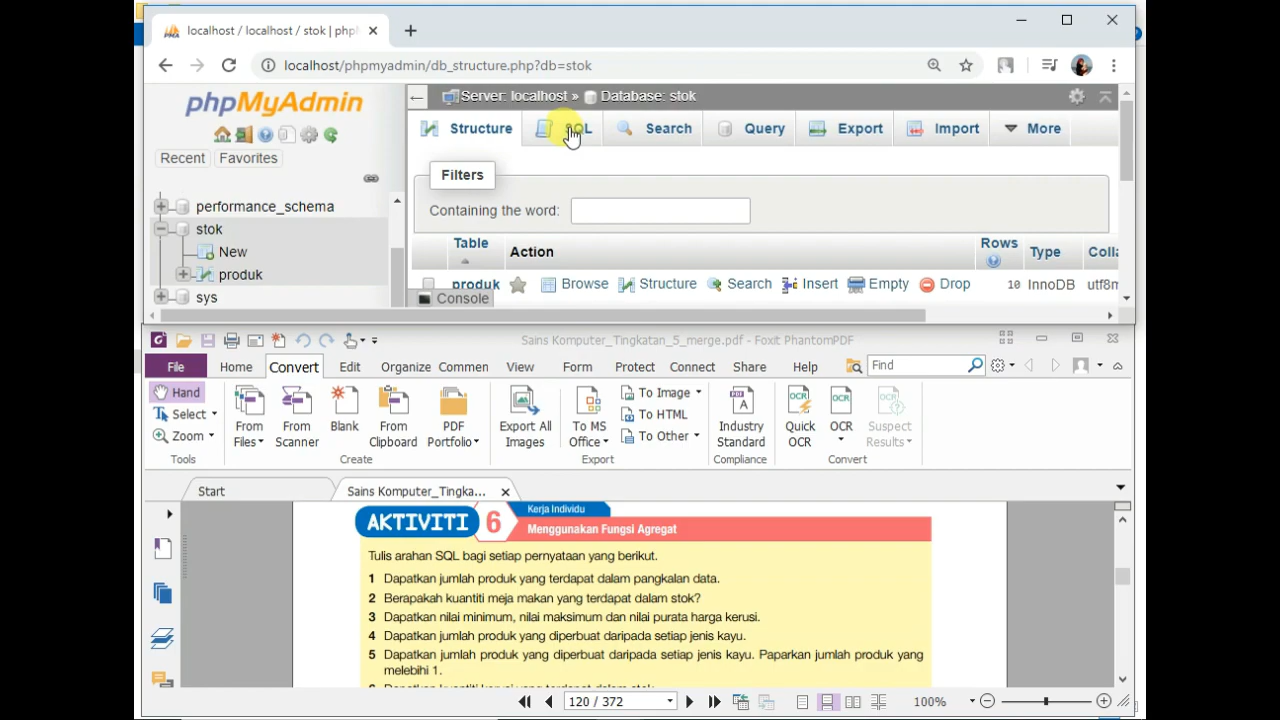 localhost / localhost / stok | php
localhost/phpmyadmin/db_structure.php?db=stok
phpMyAdmin
Recent Favorites
performance_schema
stok
New
produk
sys
Server: localhost » Database: stok
Structure SQL Search Query Export Import More
Filters
Containing the word:
Table Action Rows Type Colla
produk Browse Structure Search Insert Empty Drop 10 InnoDB utf8m
Console
Sains Komputer_Tingkatan_5_merge.pdf - Foxit PhantomPDF
File Home Convert Edit Organize Commen View Form Protect Connect Share Help Find
Hand
Select
Zoom
Tools
From Files
From Scanner
Blank
From Clipboard
PDF Portfolio
Create
Export All Images
To MS Office
To Image
To HTML
To Other
Export
Industry Standard
Compliance
Quick OCR
OCR
Suspect Results
Convert
Start Sains Komputer_Tingka...
AKTIVITI 6
Kerja Individu
Menggunakan Fungsi Agregat
Tulis arahan SQL bagi setiap pernyataan yang berikut.
1 Dapatkan jumlah produk yang terdapat dalam pangkalan data.
2 Berapakah kuantiti meja makan yang terdapat dalam stok?
3 Dapatkan nilai minimum, nilai maksimum dan nilai purata harga kerusi.
4 Dapatkan jumlah produk yang diperbuat daripada setiap jenis kayu.
5 Dapatkan jumlah produk yang diperbuat daripada setiap jenis kayu. Paparkan jumlah produk yang
melebihi 1.
120 / 372
100%